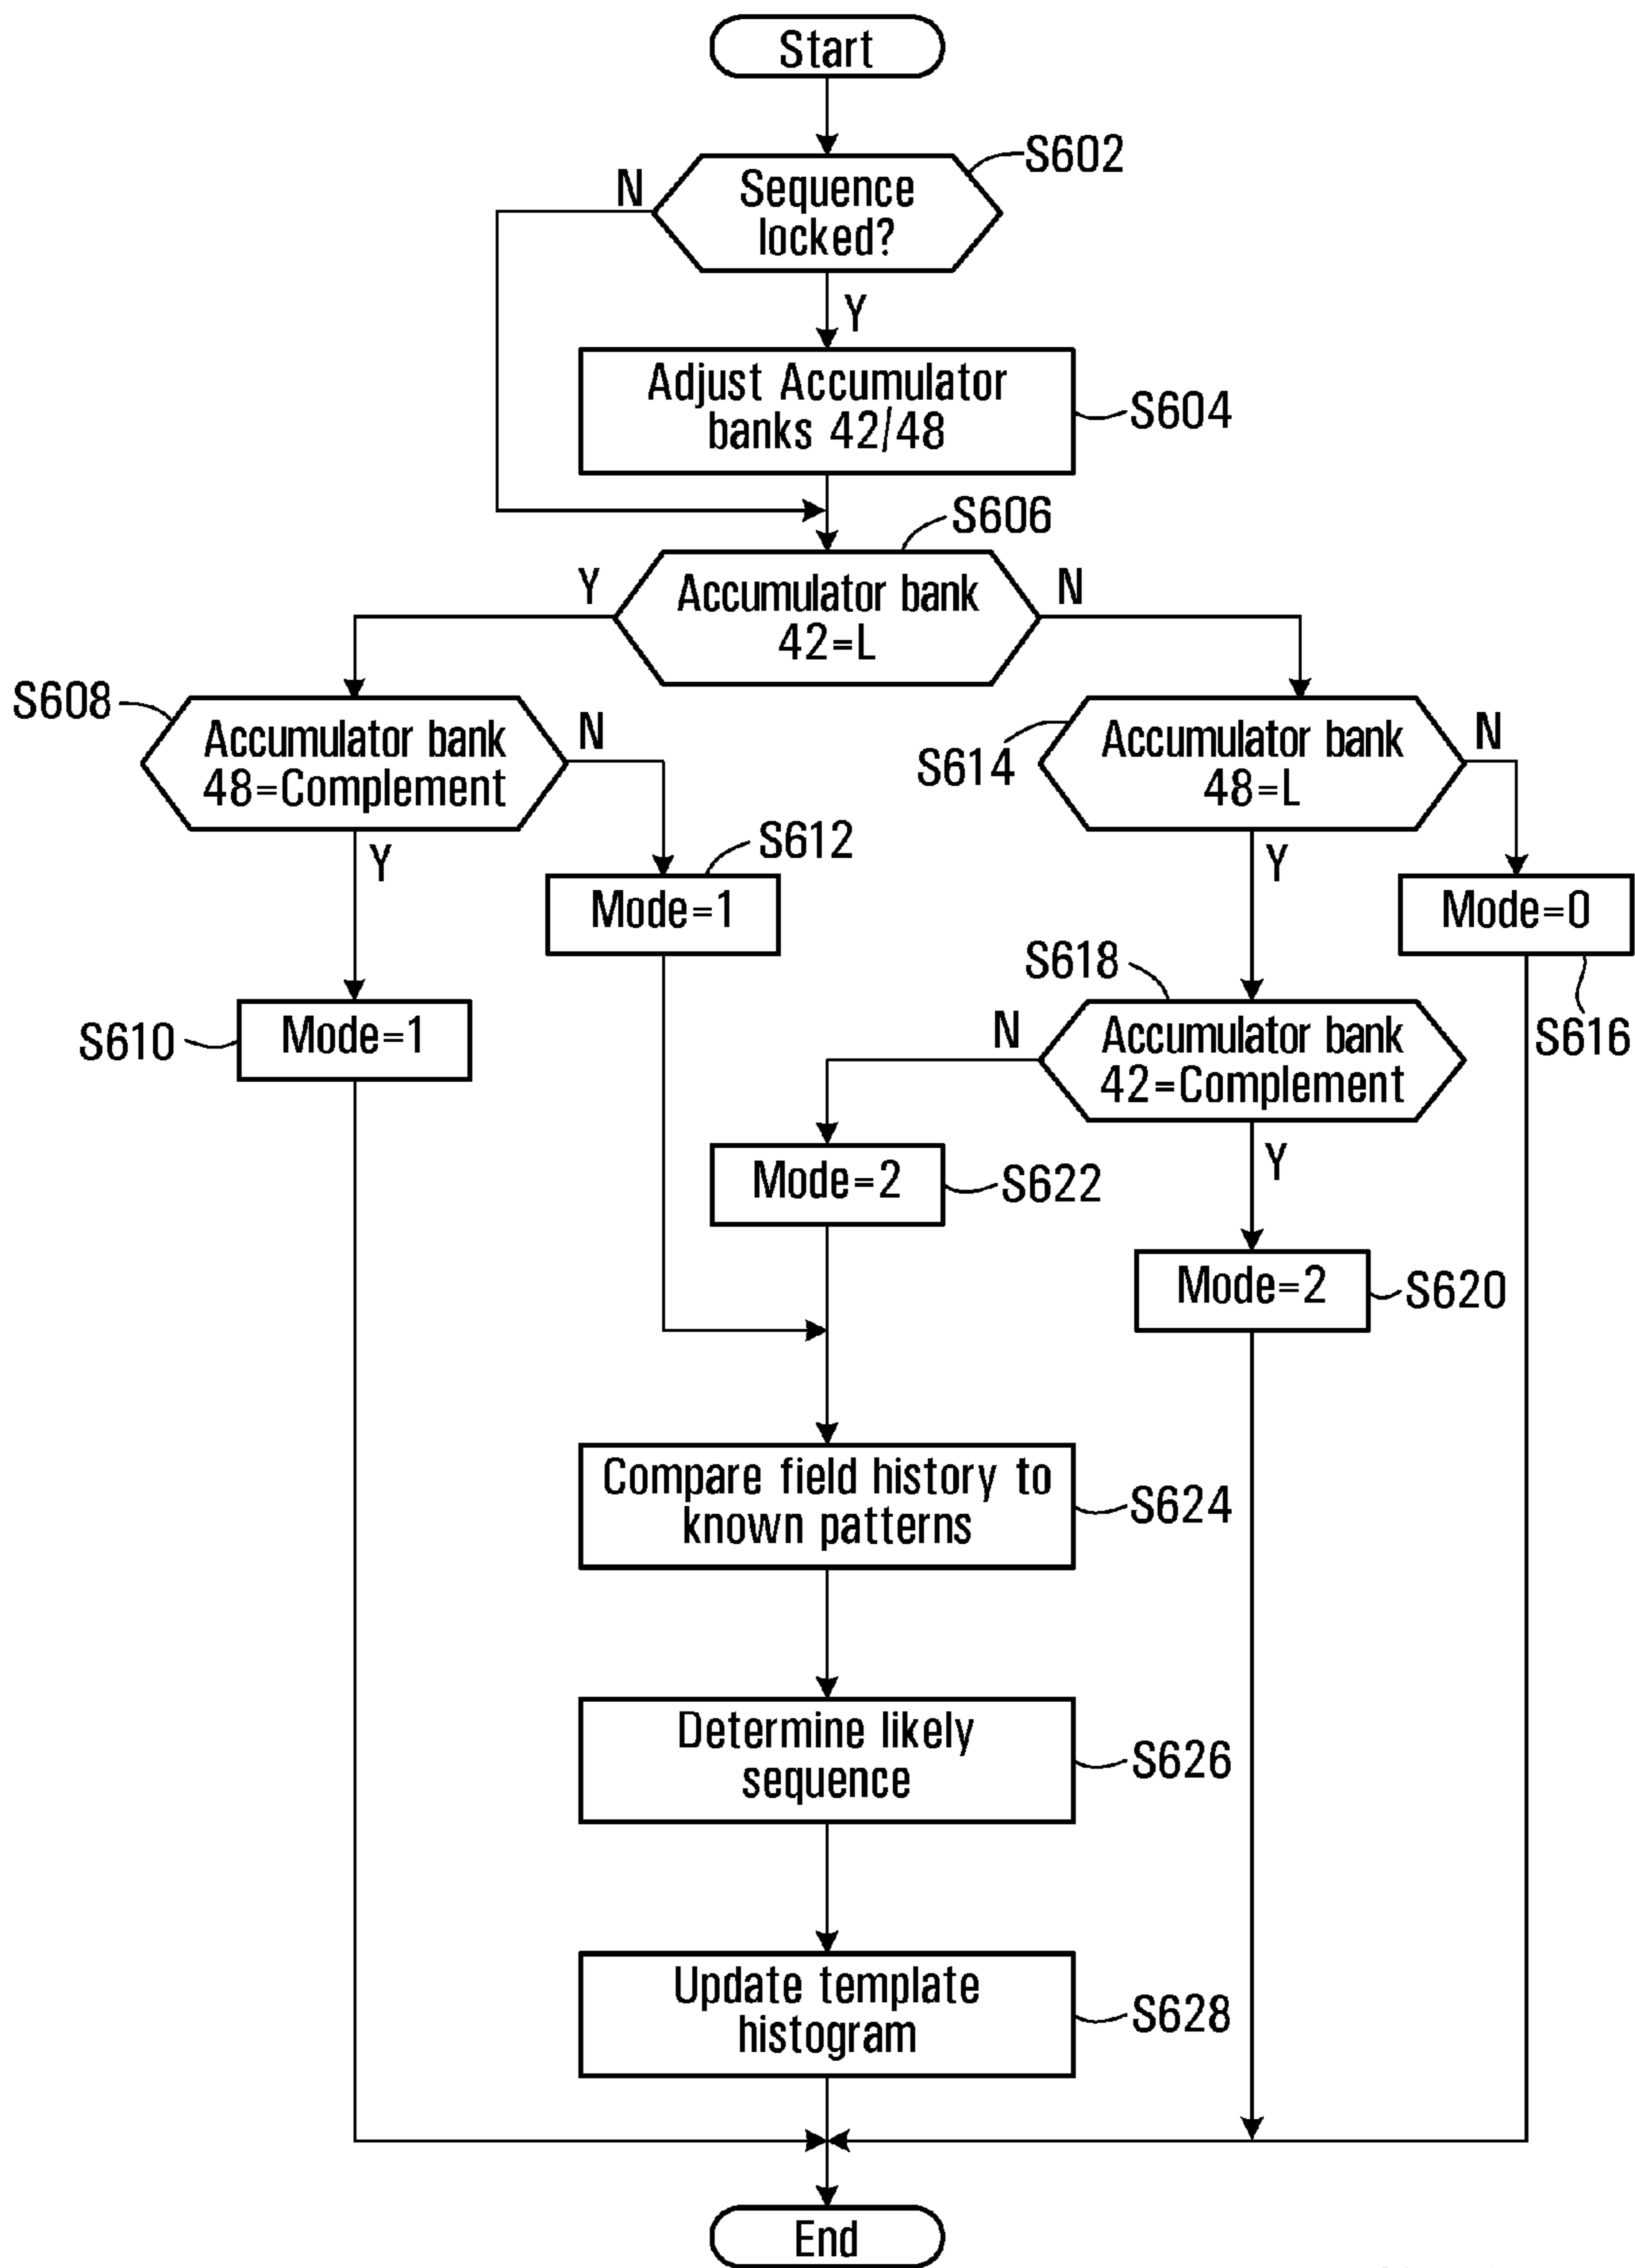 Start
S602
N
Sequence
locked?
Y
Adjust Accumulator
banks 42/48
S604
S606
Y
Accumulator bank
42=L
N
S608
Accumulator bank
48=Complement
N
S614
Accumulator bank
48=L
N
Y
S612
Mode=1
Y
Mode=0
S618
S616
S610
Mode=1
N
Accumulator bank
42=Complement
Mode=2
S622
Y
Mode=2
S620
Compare field history to
known patterns
S624
Determine likely
sequence
S626
Update template
histogram
S628
End